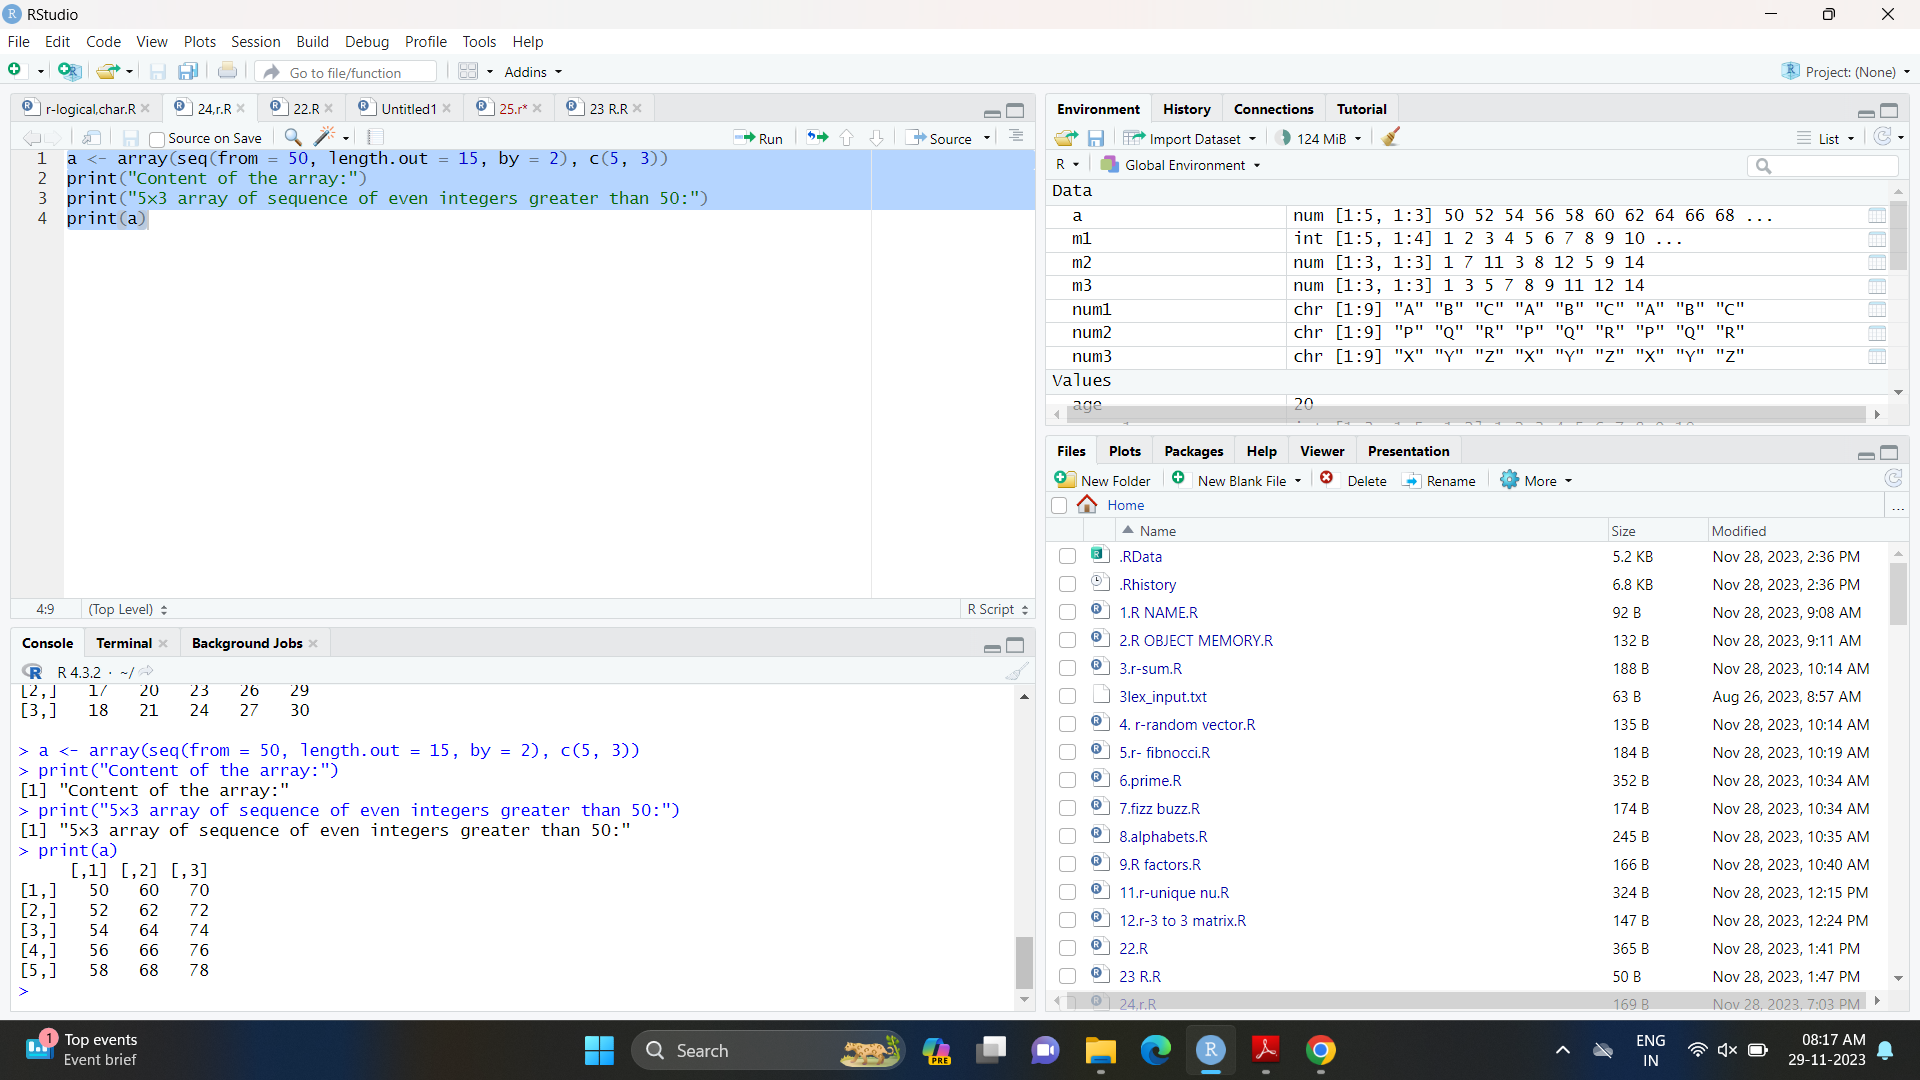 RStudio
File Edit Code View Plots Session Build Debug Profile Tools Help
Go to file/function Addins Project: (None)
r-logical,char.R 24,r.R 22.R Untitled1 25.r* 23 R.R
Source on Save Run Source
1 a <- array(seq(from = 50, length.out = 15, by = 2), c(5, 3))
2 print("Content of the array:")
3 print("5×3 array of sequence of even integers greater than 50:")
4 print(a)
4:9 (Top Level) R Script
Console Terminal Background Jobs
R 4.3.2 · ~/
[2,] 17 20 23 26 29
[3,] 18 21 24 27 30
> a <- array(seq(from = 50, length.out = 15, by = 2), c(5, 3))
> print("Content of the array:")
[1] "Content of the array:"
> print("5×3 array of sequence of even integers greater than 50:")
[1] "5×3 array of sequence of even integers greater than 50:"
> print(a)
[,1] [,2] [,3]
[1,] 50 60 70
[2,] 52 62 72
[3,] 54 64 74
[4,] 56 66 76
[5,] 58 68 78
>
Environment History Connections Tutorial
Import Dataset 124 MiB List
R Global Environment
Data
a num [1:5, 1:3] 50 52 54 56 58 60 62 64 66 68 ...
m1 int [1:5, 1:4] 1 2 3 4 5 6 7 8 9 10 ...
m2 num [1:3, 1:3] 1 7 11 3 8 12 5 9 14
m3 num [1:3, 1:3] 1 3 5 7 8 9 11 12 14
num1 chr [1:9] "A" "B" "C" "A" "B" "C" "A" "B" "C"
num2 chr [1:9] "P" "Q" "R" "P" "Q" "R" "P" "Q" "R"
num3 chr [1:9] "X" "Y" "Z" "X" "Y" "Z" "X" "Y" "Z"
Values
age 20
Files Plots Packages Help Viewer Presentation
New Folder New Blank File Delete Rename More
Home ...
Name Size Modified
.RData 5.2 KB Nov 28, 2023, 2:36 PM
.Rhistory 6.8 KB Nov 28, 2023, 2:36 PM
1.R NAME.R 92 B Nov 28, 2023, 9:08 AM
2.R OBJECT MEMORY.R 132 B Nov 28, 2023, 9:11 AM
3.r-sum.R 188 B Nov 28, 2023, 10:14 AM
3lex_input.txt 63 B Aug 26, 2023, 8:57 AM
4. r-random vector.R 135 B Nov 28, 2023, 10:14 AM
5.r- fibnocci.R 184 B Nov 28, 2023, 10:19 AM
6.prime.R 352 B Nov 28, 2023, 10:34 AM
7.fizz buzz.R 174 B Nov 28, 2023, 10:34 AM
8.alphabets.R 245 B Nov 28, 2023, 10:35 AM
9.R factors.R 166 B Nov 28, 2023, 10:40 AM
11.r-unique nu.R 324 B Nov 28, 2023, 12:15 PM
12.r-3 to 3 matrix.R 147 B Nov 28, 2023, 12:24 PM
22.R 365 B Nov 28, 2023, 1:41 PM
23 R.R 50 B Nov 28, 2023, 1:47 PM
24,r.R 169 B Nov 28, 2023, 7:03 PM
1 Top events
Event brief
Search
PRE
ENG
IN
08:17 AM
29-11-2023